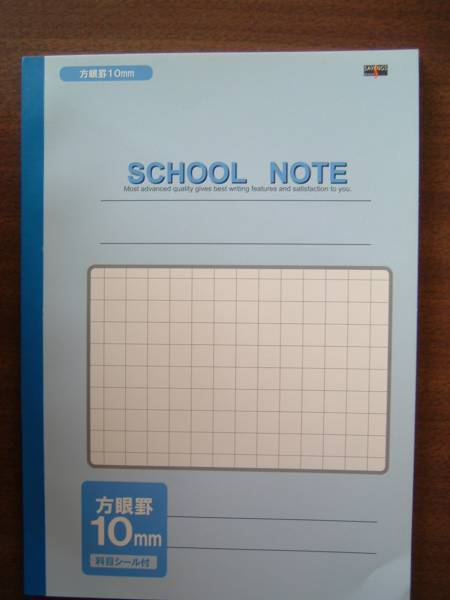 方眼罫10mm
SCHOOL NOTE
Most advanced quality gives best writing features and satisfaction to you.
方眼罫
10mm
科目シール付